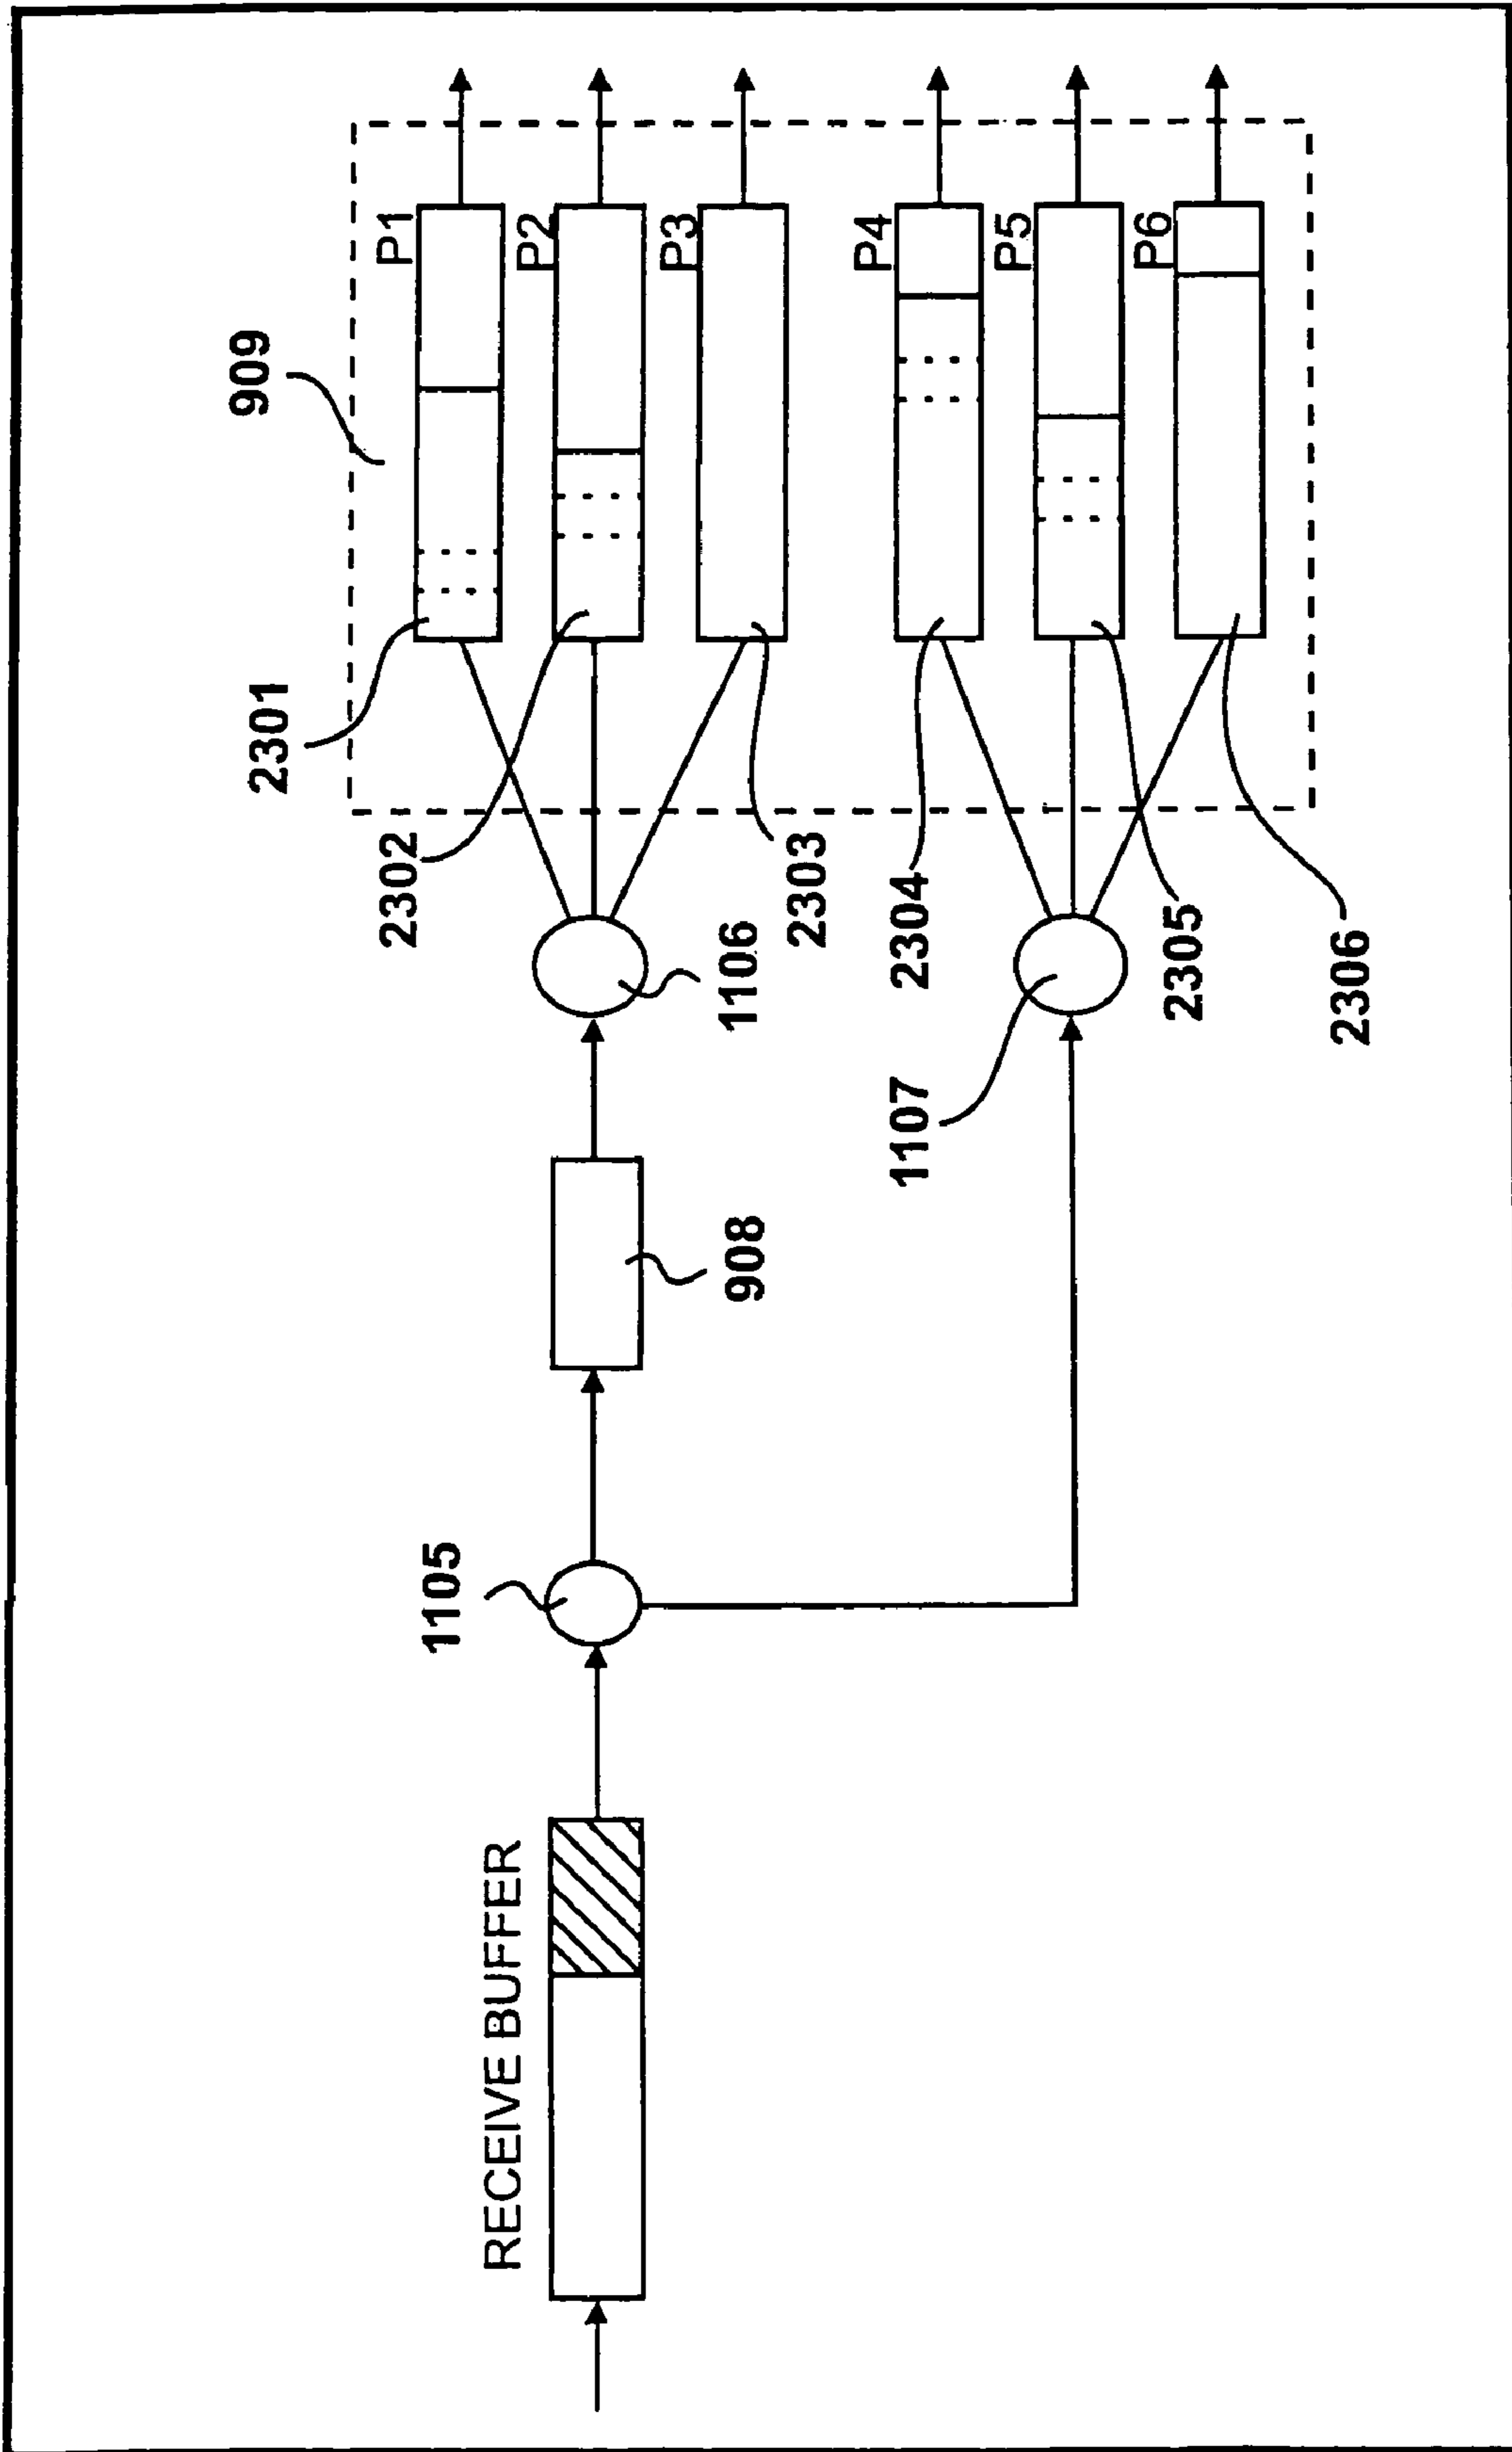 RECEIVE BUFFER
1105
908
1106
1107
909
2301
2302
2303
2304
2305
2306
P1
P2
P3
P4
P5
P6